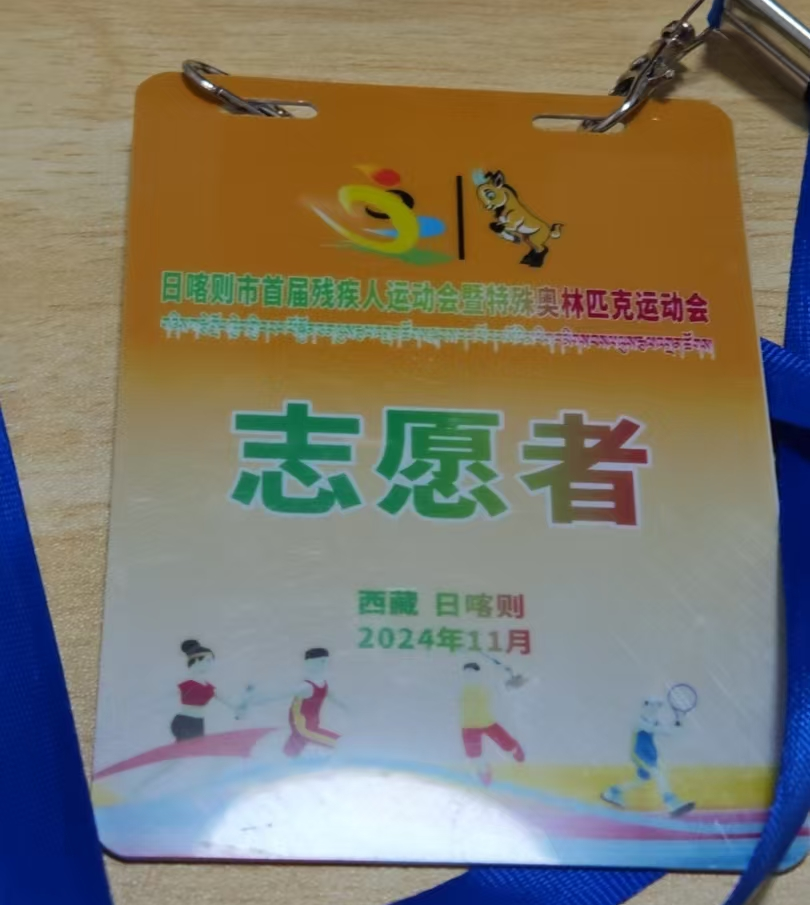 日喀则市首届残疾人运动会暨特殊奥林匹克运动会
志愿者
西藏 日喀则
2024年11月